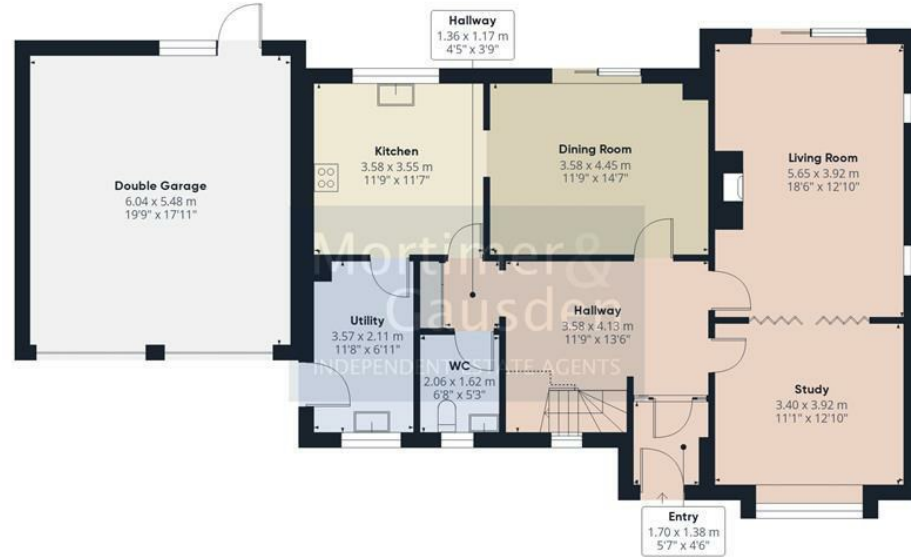 Hallway
1.36 x 1.17 m
4'5" x 3'9"
Double Garage
6.04 x 5.48 m
19'9" x 17'11"
Kitchen
3.58 x 3.55 m
11'9" x 11'7"
Dining Room
3.58 x 4.45 m
11'9" x 14'7"
Living Room
5.65 x 3.92 m
18'6" x 12'10"
Mortimer &
Gausden
INDEPENDENT ESTATE AGENTS
Utility
3.57 x 2.11 m
11'8" x 6'11"
WC
2.06 x 1.62 m
6'8" x 5'3"
Hallway
3.58 x 4.13 m
11'9" x 13'6"
Study
3.40 x 3.92 m
11'1" x 12'10"
Entry
1.70 x 1.38 m
5'7" x 4'6"